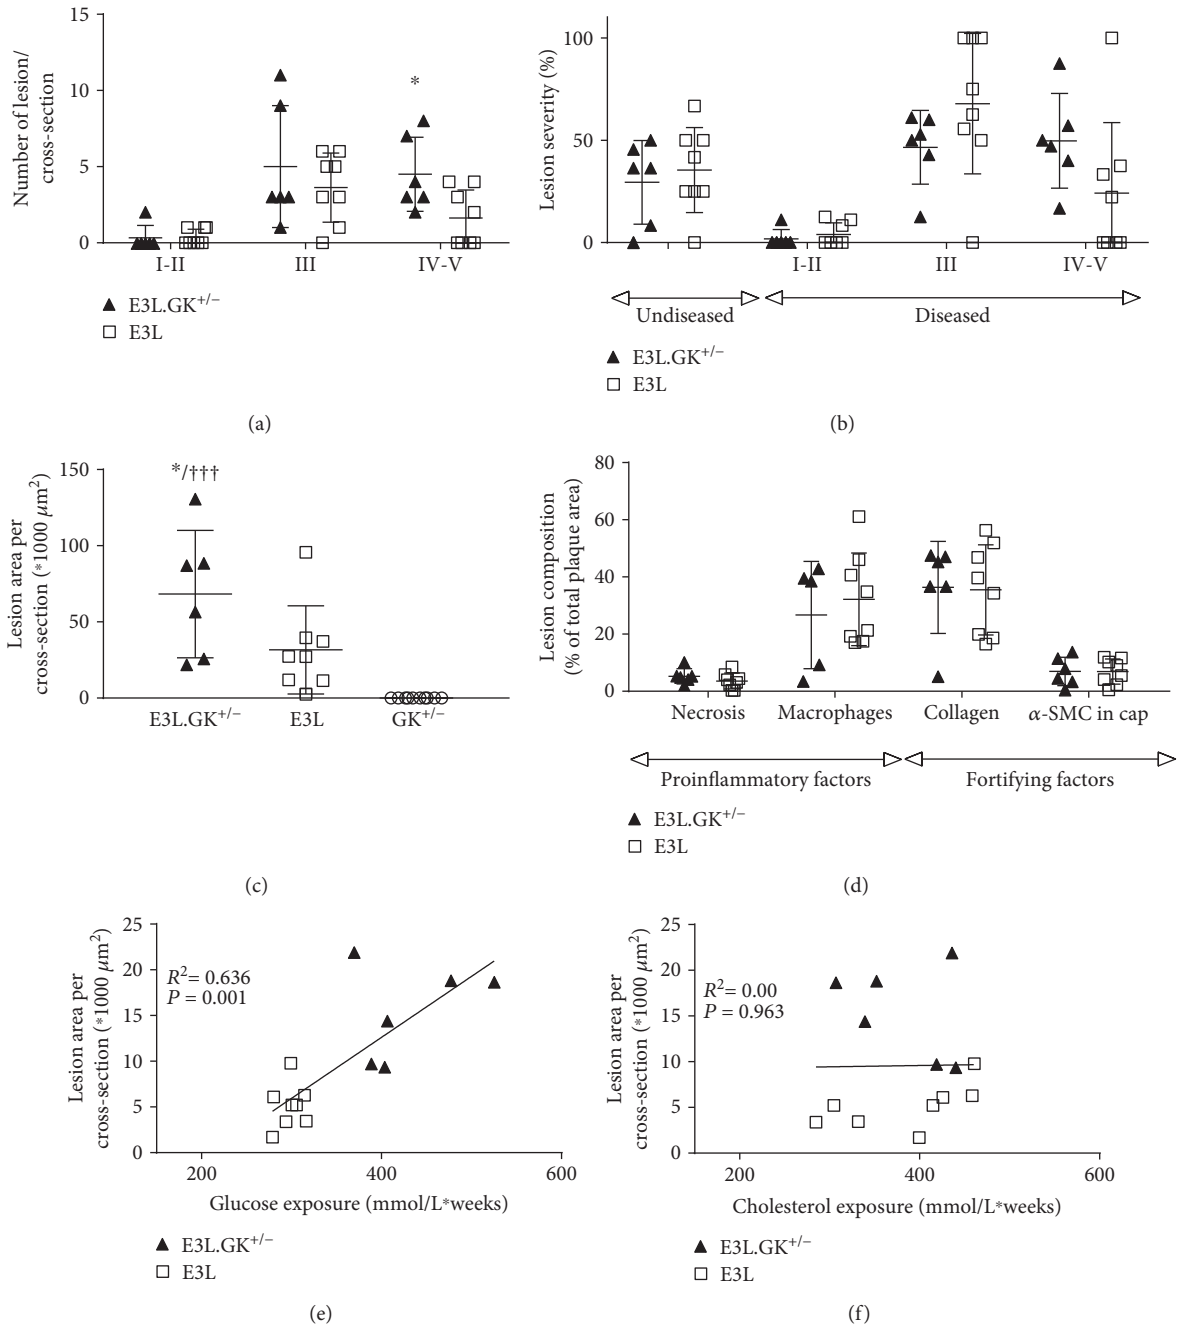 Number of lesion/
cross-section
15
10
5
0
*
I-II
III
IV-V
E3L.GK+/−
E3L
(a)
Lesion severity (%)
100
50
0
I-II
III
IV-V
Undiseased
Diseased
E3L.GK+/−
E3L
(b)
Lesion area per
cross-section (*1000 μm2)
150
100
50
0
*/†††
E3L.GK+/−
E3L
GK+/−
(c)
Lesion composition
(% of total plaque area)
80
60
40
20
0
Necrosis
Macrophages
Collagen
α-SMC in cap
Proinflammatory factors
Fortifying factors
E3L.GK+/−
E3L
(d)
Lesion area per
cross-section (*1000 μm2)
25
20
15
10
5
0
R2= 0.636
P = 0.001
200
400
600
Glucose exposure (mmol/L*weeks)
E3L.GK+/−
E3L
(e)
Lesion area per
cross-section (*1000 μm2)
25
20
15
10
5
0
R2= 0.00
P = 0.963
200
400
600
Cholesterol exposure (mmol/L*weeks)
E3L.GK+/−
E3L
(f)